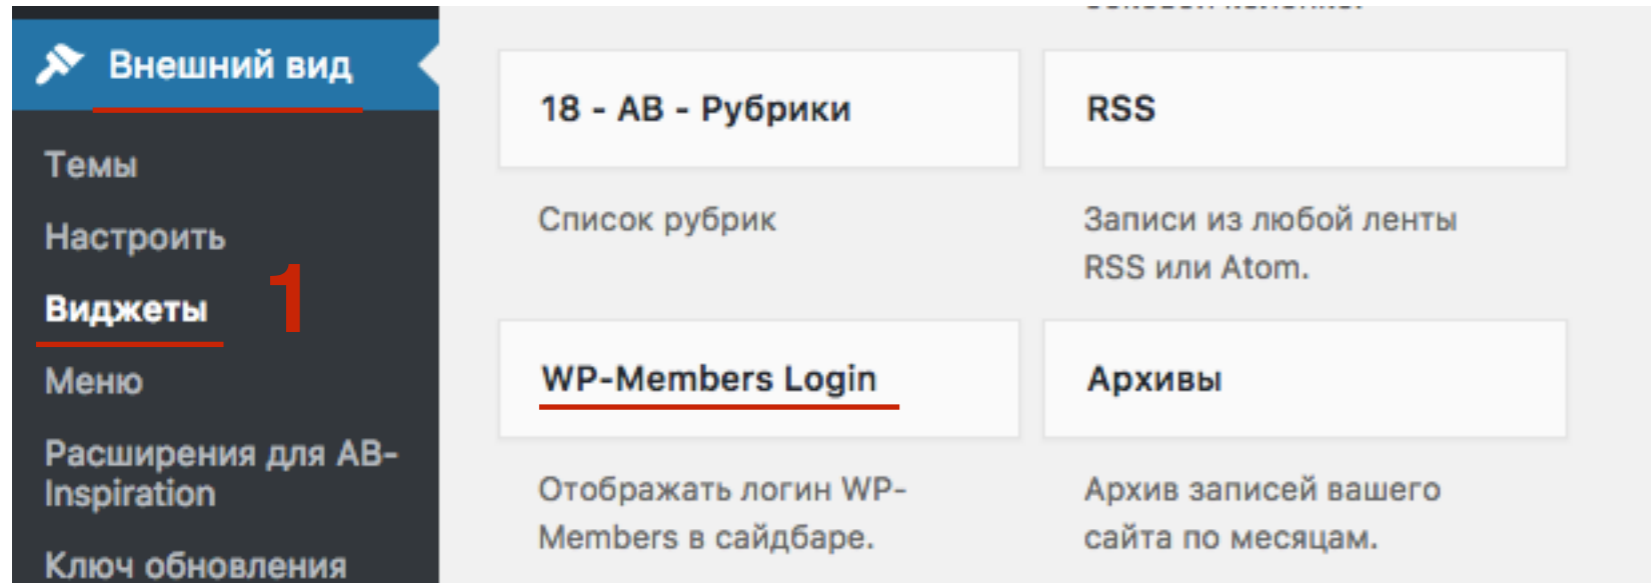 Внешний вид
Темы
Настроить
1
Виджеты
Меню
Расширения для AB-
Inspiration
Ключ обновления
18 - AB - Рубрики
Список рубрик
RSS
Записи из любой ленты
RSS или Atom.
WP-Members Login
Отображать логин WP-
Members в сайдбаре.
Архивы
Архив записей вашего
сайта по месяцам.